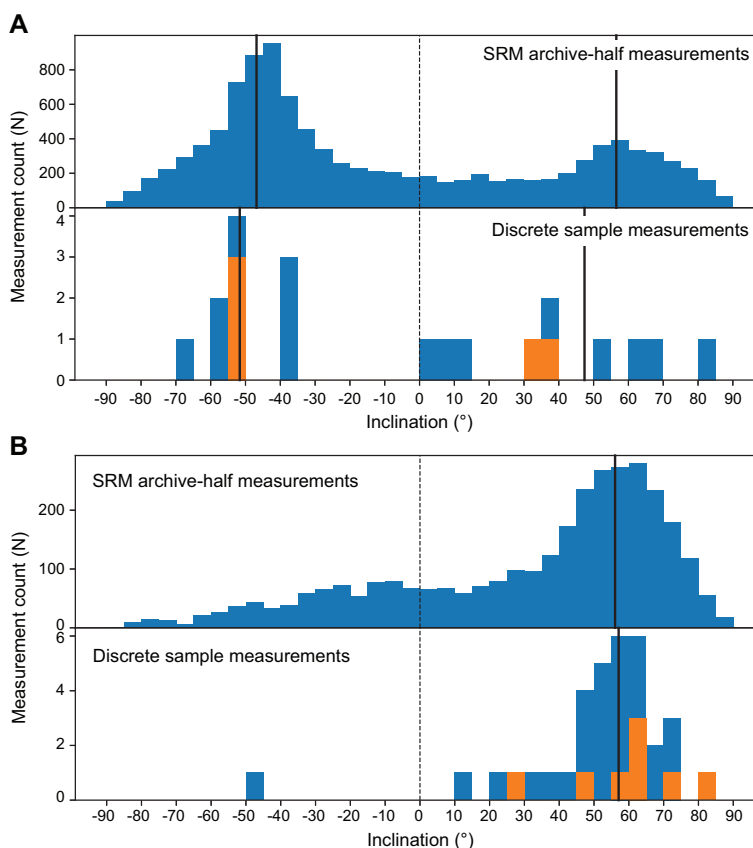 A
SRM archive-half measurements
800
600
400
200
0
Measurement count (N)
Discrete sample measurements
4
3
2
1
0
-90 -80 -70 -60 -50 -40 -30 -20 -10 0 10 20 30 40 50 60 70 80 90
Inclination (°)
B
SRM archive-half measurements
200
100
0
Measurement count (N)
Discrete sample measurements
6
4
2
0
-90 -80 -70 -60 -50 -40 -30 -20 -10 0 10 20 30 40 50 60 70 80 90
Inclination (°)